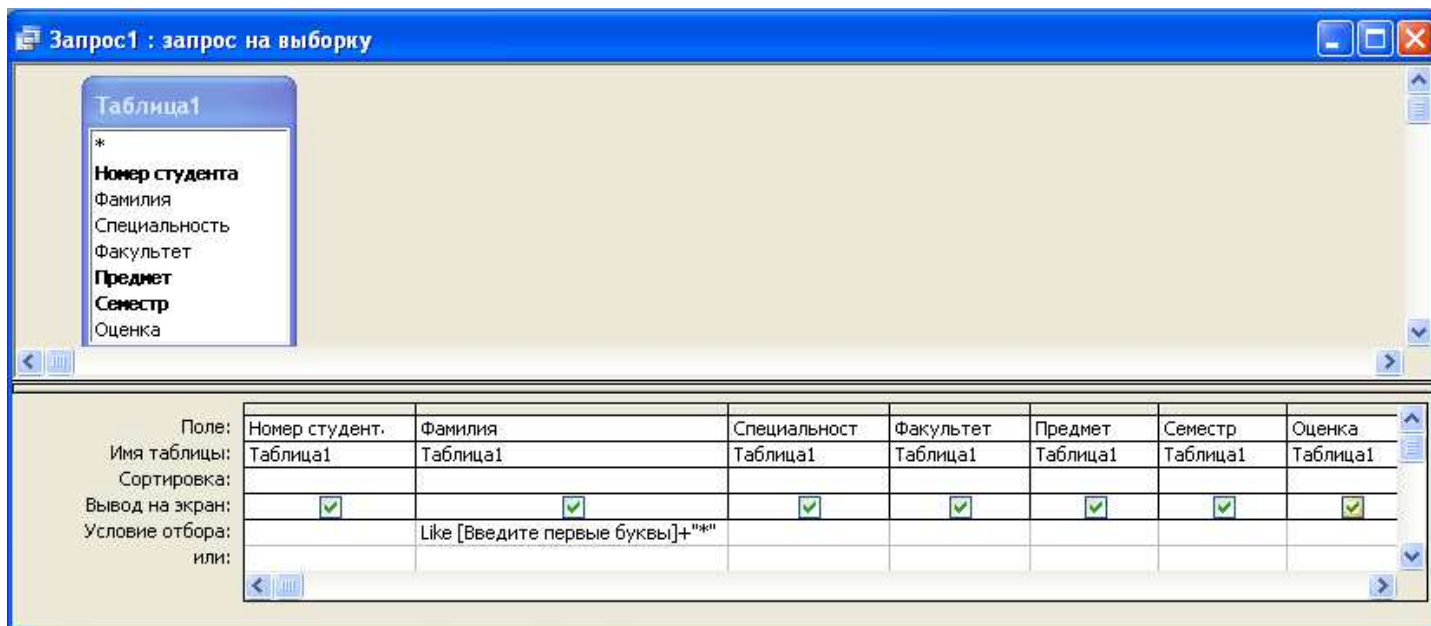 Запрос1 : запрос на выборку
Таблица1
*
Номер студента
Фамилия
Специальность
Факультет
Предмет
Семестр
Оценка
Поле: Номер студент. Фамилия Специальност Факультет Предмет Семестр Оценка
Имя таблицы: Таблица1 Таблица1 Таблица1 Таблица1 Таблица1 Таблица1 Таблица1
Сортировка:
Вывод на экран:
Условие отбора: Like [Введите первые буквы]+"*"
или: